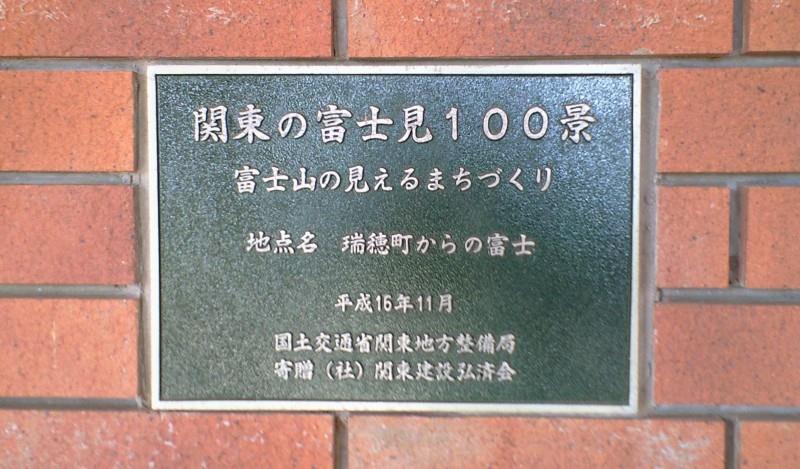 関東の富士見１００景
富士山の見えるまちづくり
地点名　瑞穂町からの富士
平成16年11月
国土交通省関東地方整備局
寄贈（社）関東建設弘済会